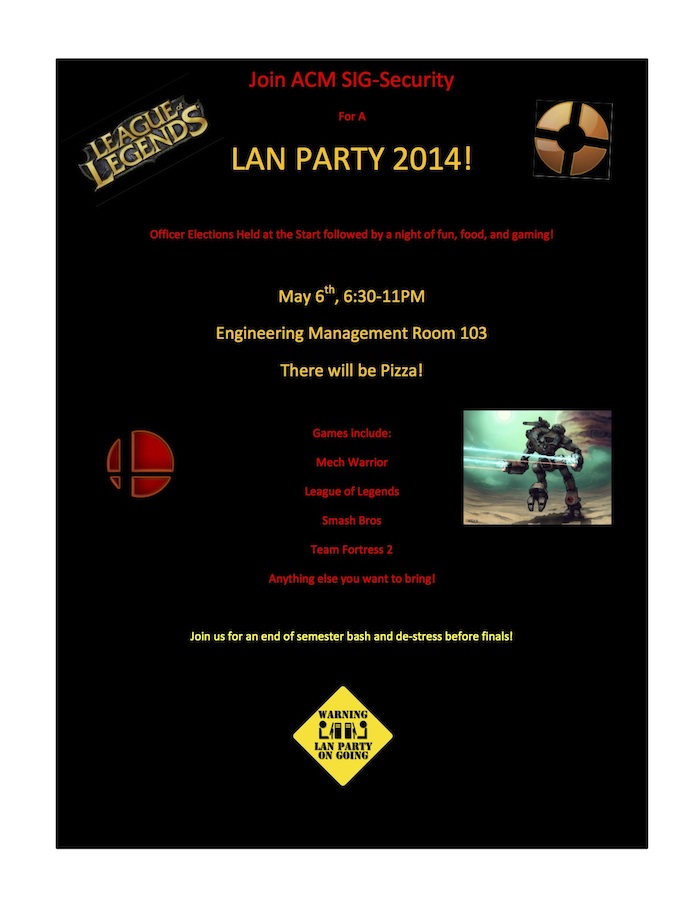 Join ACM SIG-Security
For A
LEAGUE of
LEGENDS
LAN PARTY 2014!
Officer Elections Held at the Start followed by a night of fun, food, and gaming!
May 6th, 6:30-11PM
Engineering Management Room 103
There will be Pizza!
Games include:
Mech Warrior
League of Legends
Smash Bros
Team Fortress 2
Anything else you want to bring!
Join us for an end of semester bash and de-stress before finals!
WARNING
LAN PARTY
ON GOING